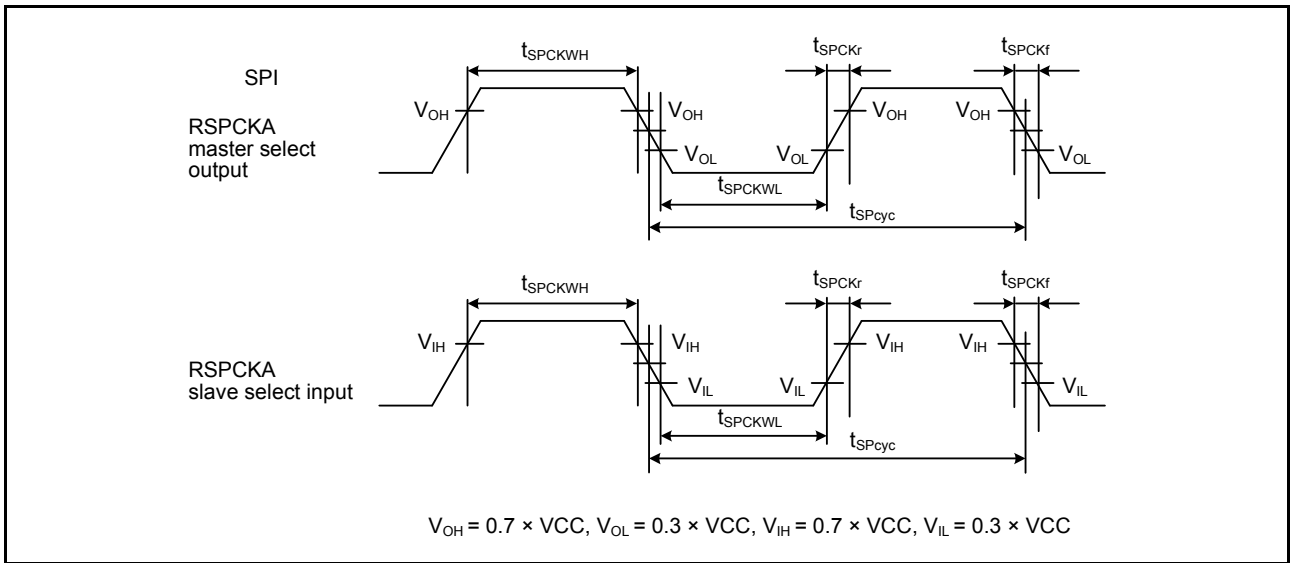 tSPCKWH
tSPCKr
tSPCKf
SPI
VOH
VOH
VOH
VOH
RSPCKA
master select
output
VOL
VOL
VOL
tSPCKWL
tSPcyc
tSPCKWH
tSPCKr
tSPCKf
VIH
VIH
VIH
VIH
RSPCKA
slave select input
VIL
VIL
VIL
tSPCKWL
tSPcyc
VOH = 0.7 × VCC, VOL = 0.3 × VCC, VIH = 0.7 × VCC, VIL = 0.3 × VCC